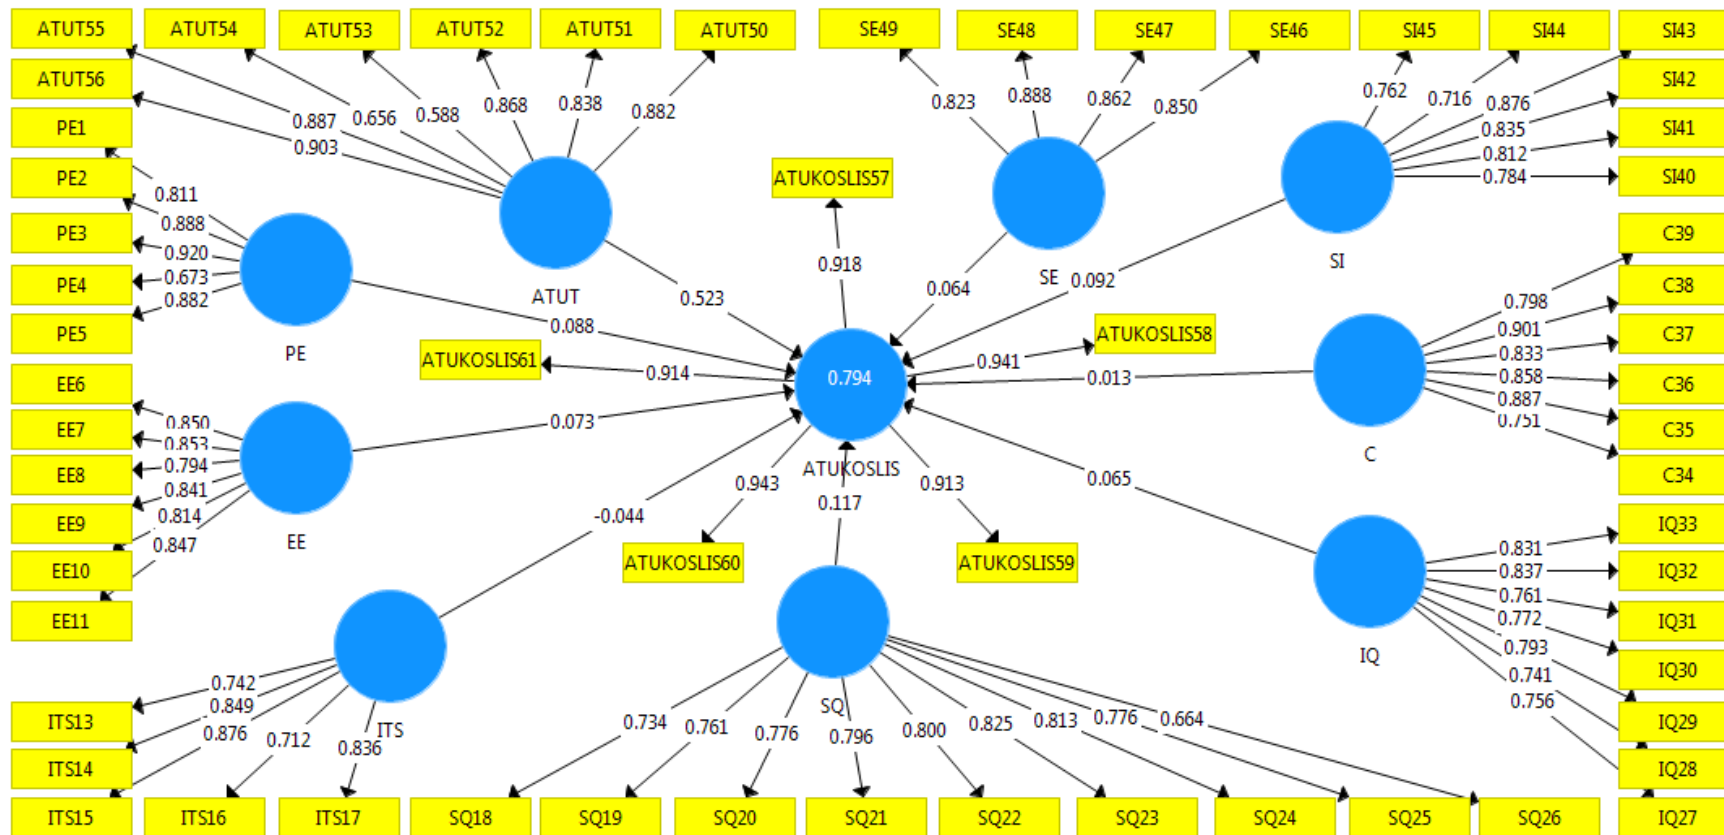 ATUT55
ATUT54
ATUT53
ATUT52
ATUT51
ATUT50
SE49
SE48
SE47
SE46
SI45
SI44
SI43
ATUT56
SI42
PE1
SI41
PE2
SI40
PE3
C39
PE4
C38
PE5
C37
EE6
C36
EE7
C35
EE8
C34
EE9
IQ33
EE10
IQ32
EE11
IQ31
IQ30
ITS13
IQ29
ITS14
IQ28
ITS15
ITS16
ITS17
SQ18
SQ19
SQ20
SQ21
SQ22
SQ23
SQ24
SQ25
SQ26
IQ27
0.887
0.656
0.588
0.868
0.838
0.882
0.903
ATUT
0.523
0.823
0.888
0.862
0.850
SE
0.064
0.762
0.716
0.876
0.835
0.812
0.784
SI
0.092
0.811
0.888
0.920
0.673
0.882
PE
0.088
ATUKOSLIS57
0.918
ATUKOSLIS61
0.914
ATUKOSLIS58
0.941
0.794
ATUKOSLIS
0.943
ATUKOSLIS60
0.913
ATUKOSLIS59
0.798
0.901
0.833
0.858
0.887
0.751
C
0.013
0.850
0.853
0.794
0.841
0.814
0.847
EE
0.073
0.831
0.837
0.761
0.772
0.793
0.741
0.756
IQ
0.065
0.742
0.849
0.876
0.712
0.836
ITS
-0.044
0.117
SQ
0.734
0.761
0.776
0.796
0.800
0.825
0.813
0.776
0.664